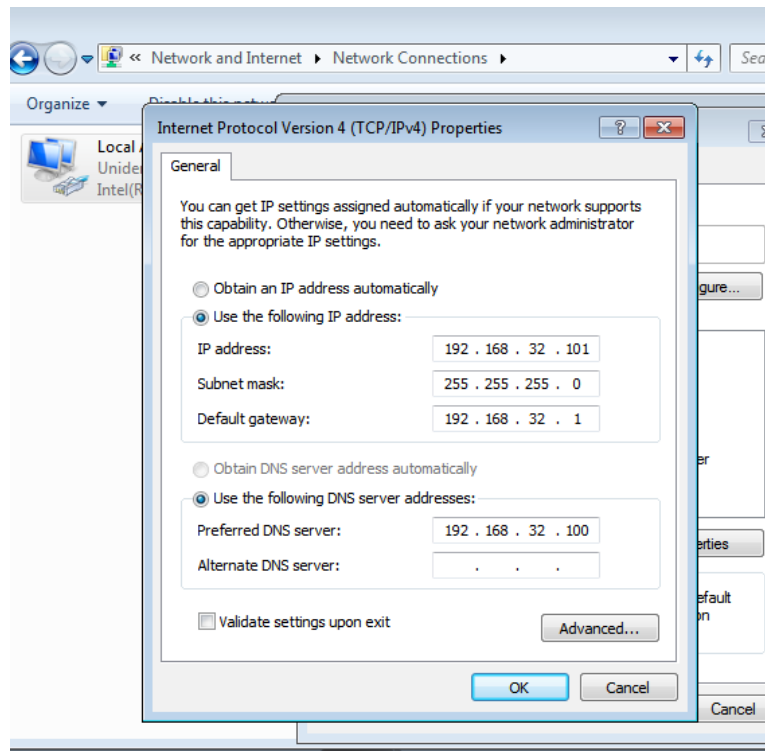 « Network and Internet ▸ Network Connections ▸
Organize
Internet Protocol Version 4 (TCP/IPv4) Properties
Local
Intel(R
General
You can get IP settings assigned automatically if your network supports
this capability. Otherwise, you need to ask your network administrator
for the appropriate IP settings.
Obtain an IP address automatically
Use the following IP address:
IP address: 192 . 168 . 32 . 101
Subnet mask: 255 . 255 . 255 . 0
Default gateway: 192 . 168 . 32 . 1
Obtain DNS server address automatically
Use the following DNS server addresses:
Preferred DNS server: 192 . 168 . 32 . 100
Alternate DNS server: . . .
Validate settings upon exit
Advanced...
OK Cancel
gure...
er
erties
efault
on
Cancel